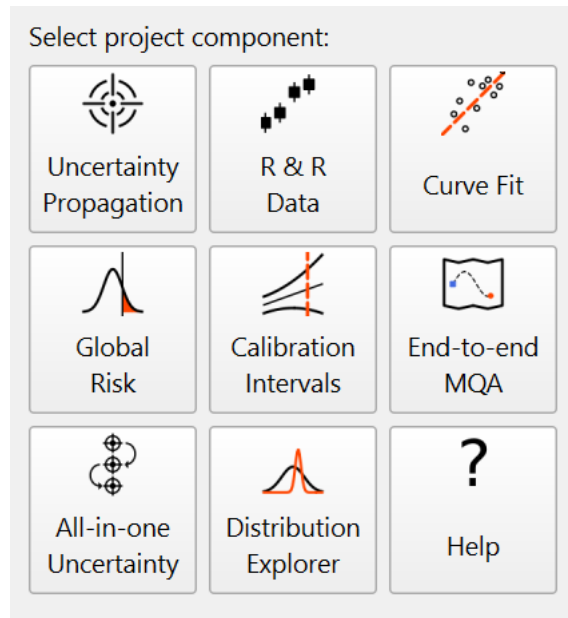 Select project component:
Uncertainty
Propagation
R & R
Data
Curve Fit
Global
Risk
Calibration
Intervals
End-to-end
MQA
All-in-one
Uncertainty
Distribution
Explorer
?
Help